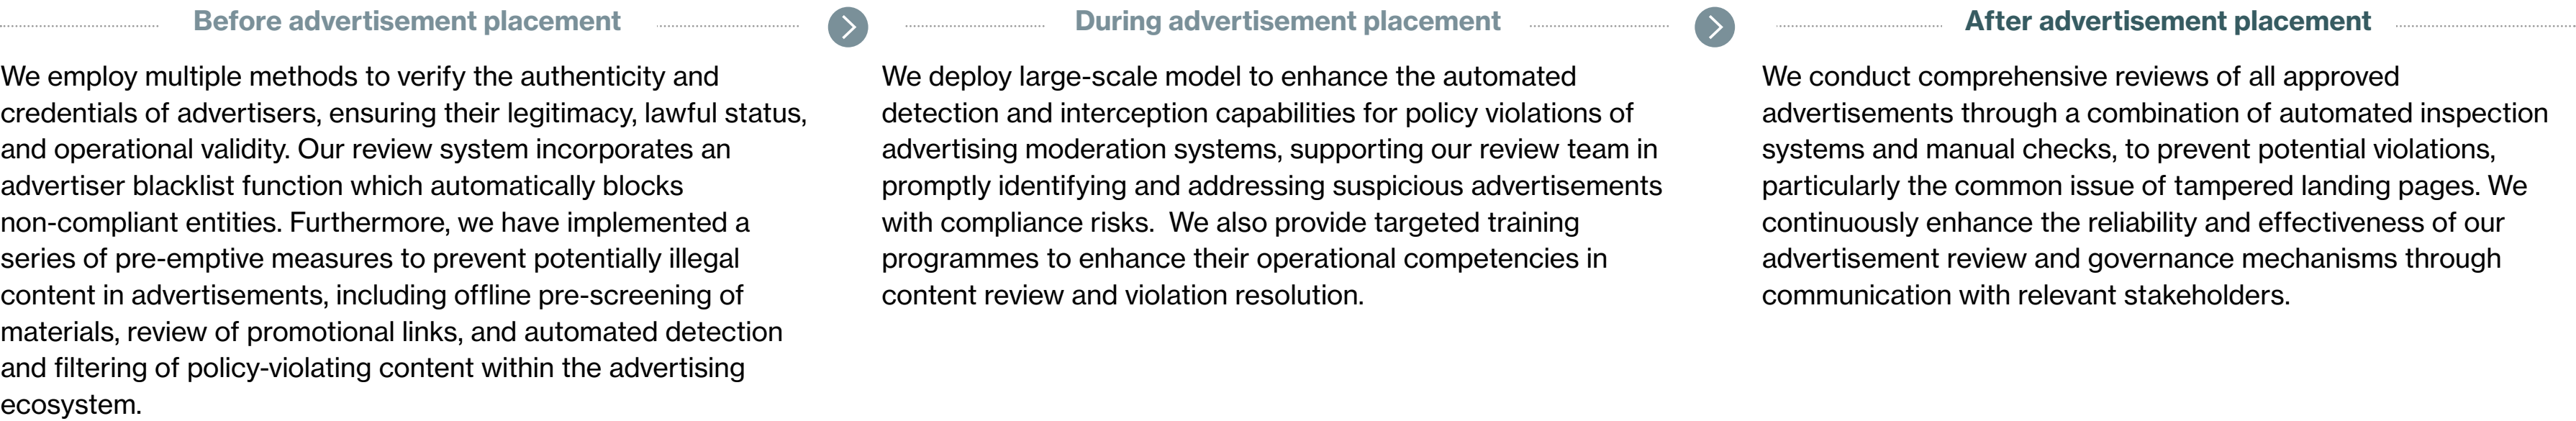 Before advertisement placement
We employ multiple methods to verify the authenticity and
credentials of advertisers, ensuring their legitimacy, lawful status,
and operational validity. Our review system incorporates an
advertiser blacklist function which automatically blocks
non-compliant entities. Furthermore, we have implemented a
series of pre-emptive measures to prevent potentially illegal
content in advertisements, including offline pre-screening of
materials, review of promotional links, and automated detection
and filtering of policy-violating content within the advertising
ecosystem.
During advertisement placement
We deploy large-scale model to enhance the automated
detection and interception capabilities for policy violations of
advertising moderation systems, supporting our review team in
promptly identifying and addressing suspicious advertisements
with compliance risks.  We also provide targeted training
programmes to enhance their operational competencies in
content review and violation resolution.
After advertisement placement
We conduct comprehensive reviews of all approved
advertisements through a combination of automated inspection
systems and manual checks, to prevent potential violations,
particularly the common issue of tampered landing pages. We
continuously enhance the reliability and effectiveness of our
advertisement review and governance mechanisms through
communication with relevant stakeholders.